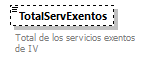 TotalServExentos
Total de los servicios exentos
de IV